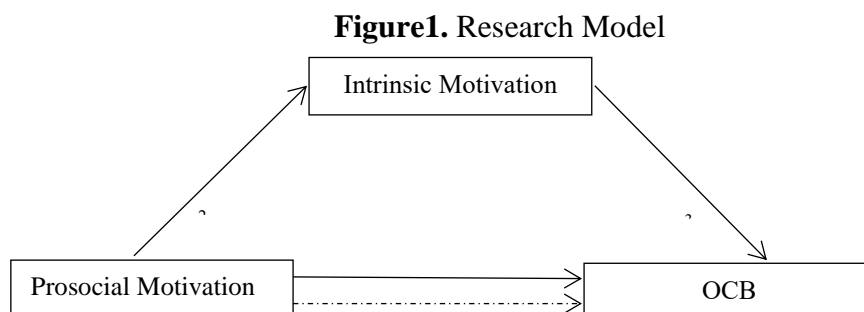 Figure1. Research Model
Intrinsic Motivation
Prosocial Motivation
OCB